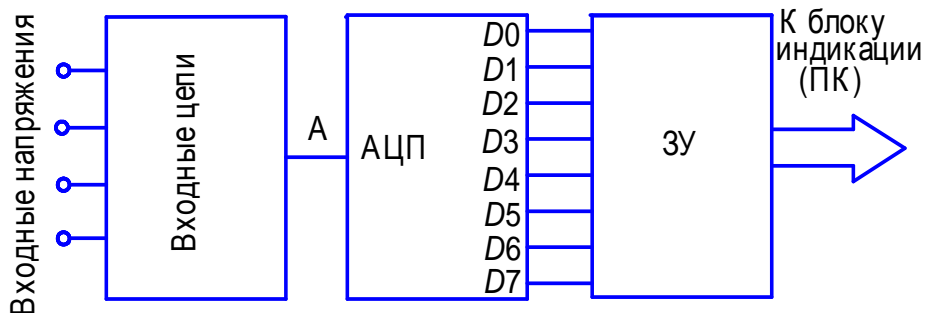 Входные напряжения
Входные цепи
А
АЦП
D0
D1
D2
D3
D4
D5
D6
D7
ЗУ
К блоку
индикации
(ПК)